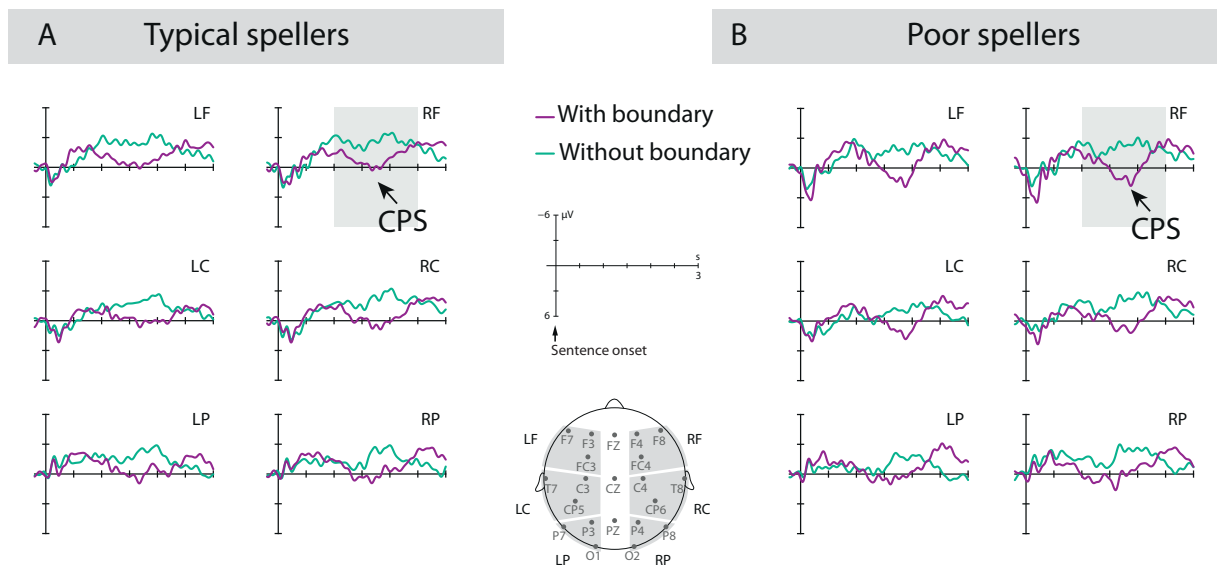 A Typical spellers
B Poor spellers
LF
RF
CPS
LC
RC
LP
RP
With boundary
Without boundary
−6 µV
s
3
6
Sentence onset
LF
F7 F3 FZ F4 F8
RF
FC3 FC4
T7 C3 CZ C4 T8
LC
CP5 CP6
RC
P7 P3 PZ P4 P8
LP
O1 O2
RP
LF
RF
CPS
LC
RC
LP
RP